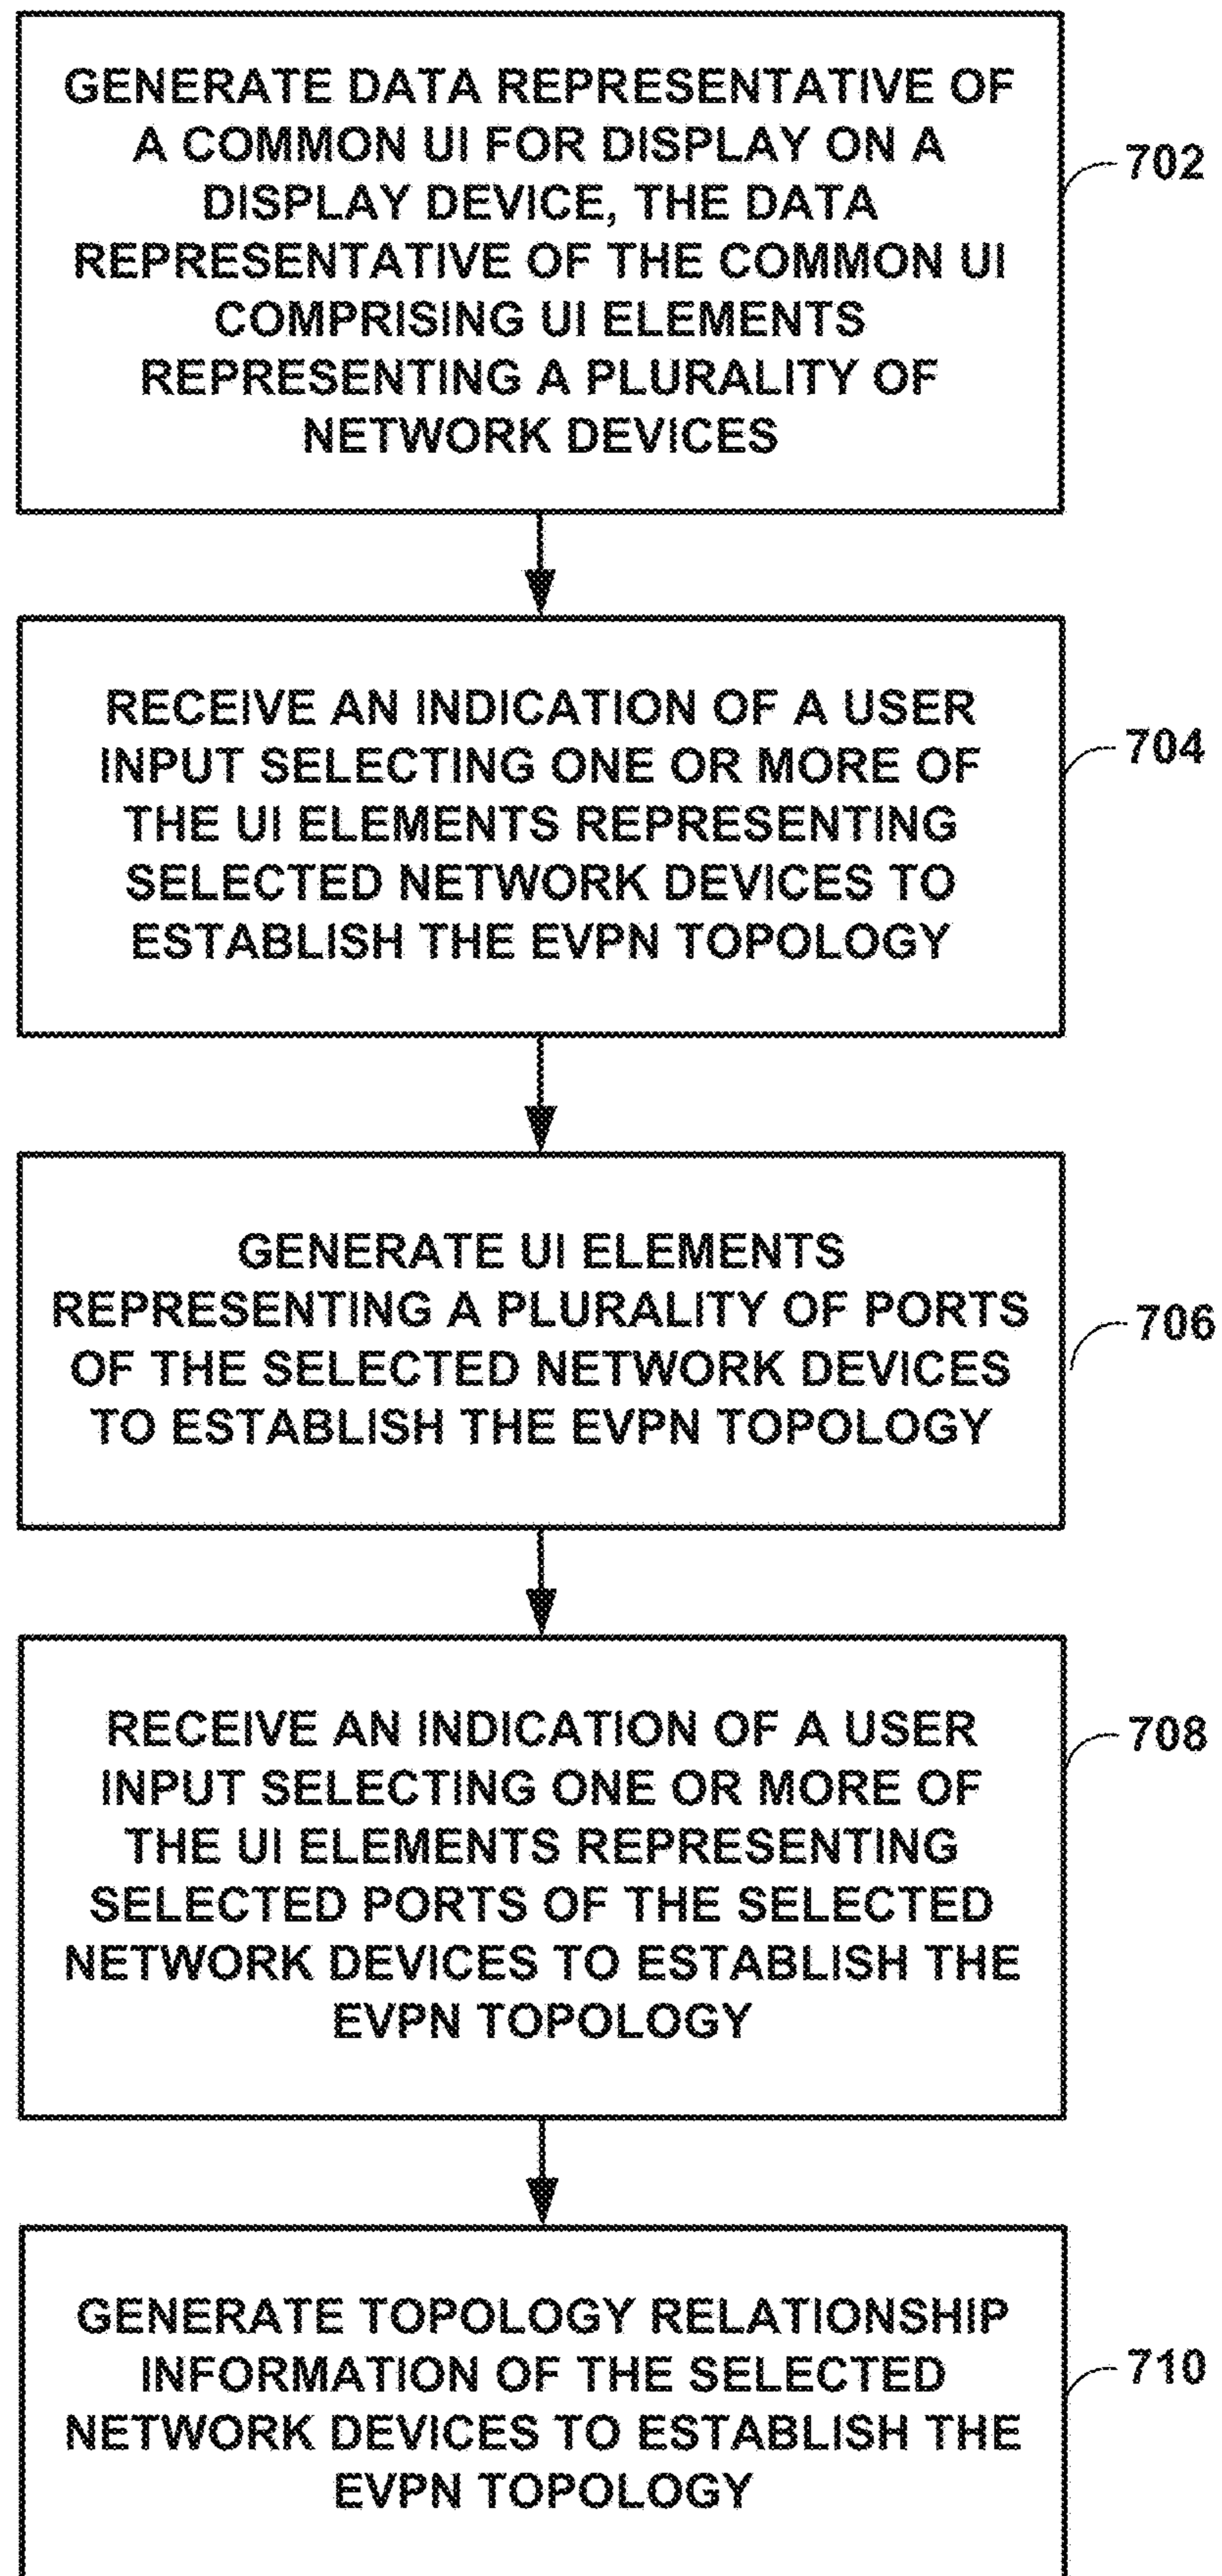 GENERATE DATA REPRESENTATIVE OF
A COMMON UI FOR DISPLAY ON A
DISPLAY DEVICE, THE DATA
REPRESENTATIVE OF THE COMMON UI
COMPRISING UI ELEMENTS
REPRESENTING A PLURALITY OF
NETWORK DEVICES
702
RECEIVE AN INDICATION OF A USER
INPUT SELECTING ONE OR MORE OF
THE UI ELEMENTS REPRESENTING
SELECTED NETWORK DEVICES TO
ESTABLISH THE EVPN TOPOLOGY
704
GENERATE UI ELEMENTS
REPRESENTING A PLURALITY OF PORTS
OF THE SELECTED NETWORK DEVICES
TO ESTABLISH THE EVPN TOPOLOGY
706
RECEIVE AN INDICATION OF A USER
INPUT SELECTING ONE OR MORE OF
THE UI ELEMENTS REPRESENTING
SELECTED PORTS OF THE SELECTED
NETWORK DEVICES TO ESTABLISH THE
EVPN TOPOLOGY
708
GENERATE TOPOLOGY RELATIONSHIP
INFORMATION OF THE SELECTED
NETWORK DEVICES TO ESTABLISH THE
EVPN TOPOLOGY
710